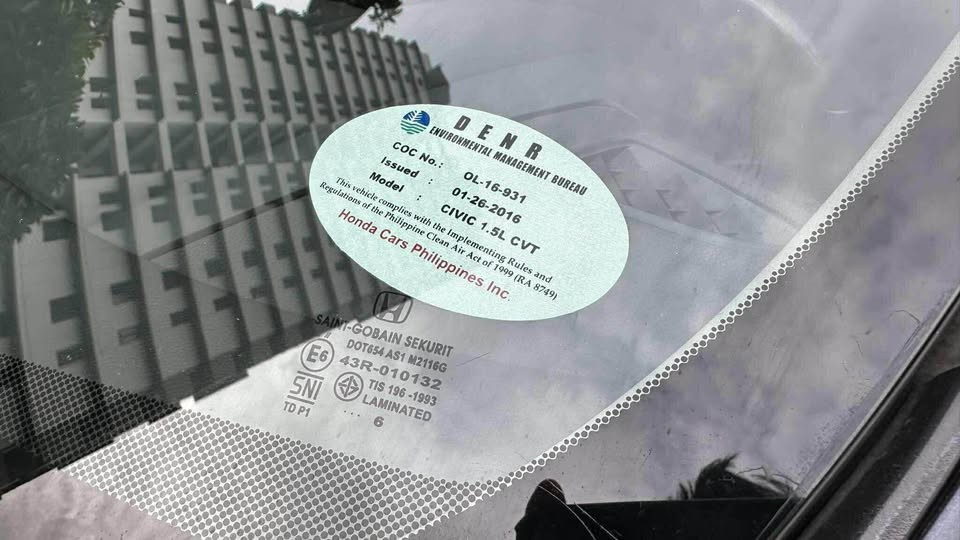 DENR
ENVIRONMENTAL MANAGEMENT BUREAU
COC No.: OL-16-931
Issued : 01-26-2016
Model : CIVIC 1.5L CVT
This vehicle complies with the Implementing Rules and
Regulations of the Philippine Clean Air Act of 1999 (RA 8749)
Honda Cars Philippines Inc.
SAINT-GOBAIN SEKURIT
DOT654 AS1 M2116G
E6 43R-010132
SNI TIS 196 -1993
TD P1 LAMINATED
... 6